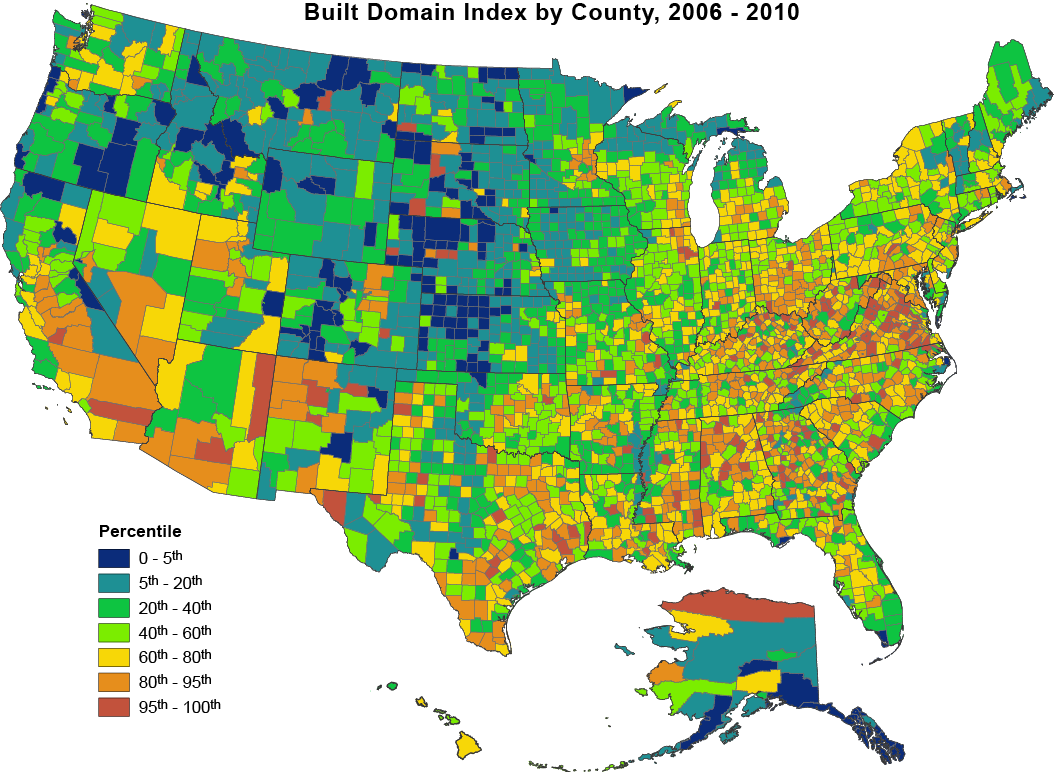 Built Domain Index by County, 2006 - 2010
Percentile
0 - 5th
5th - 20th
20th - 40th
40th - 60th
60th - 80th
80th - 95th
95th - 100th